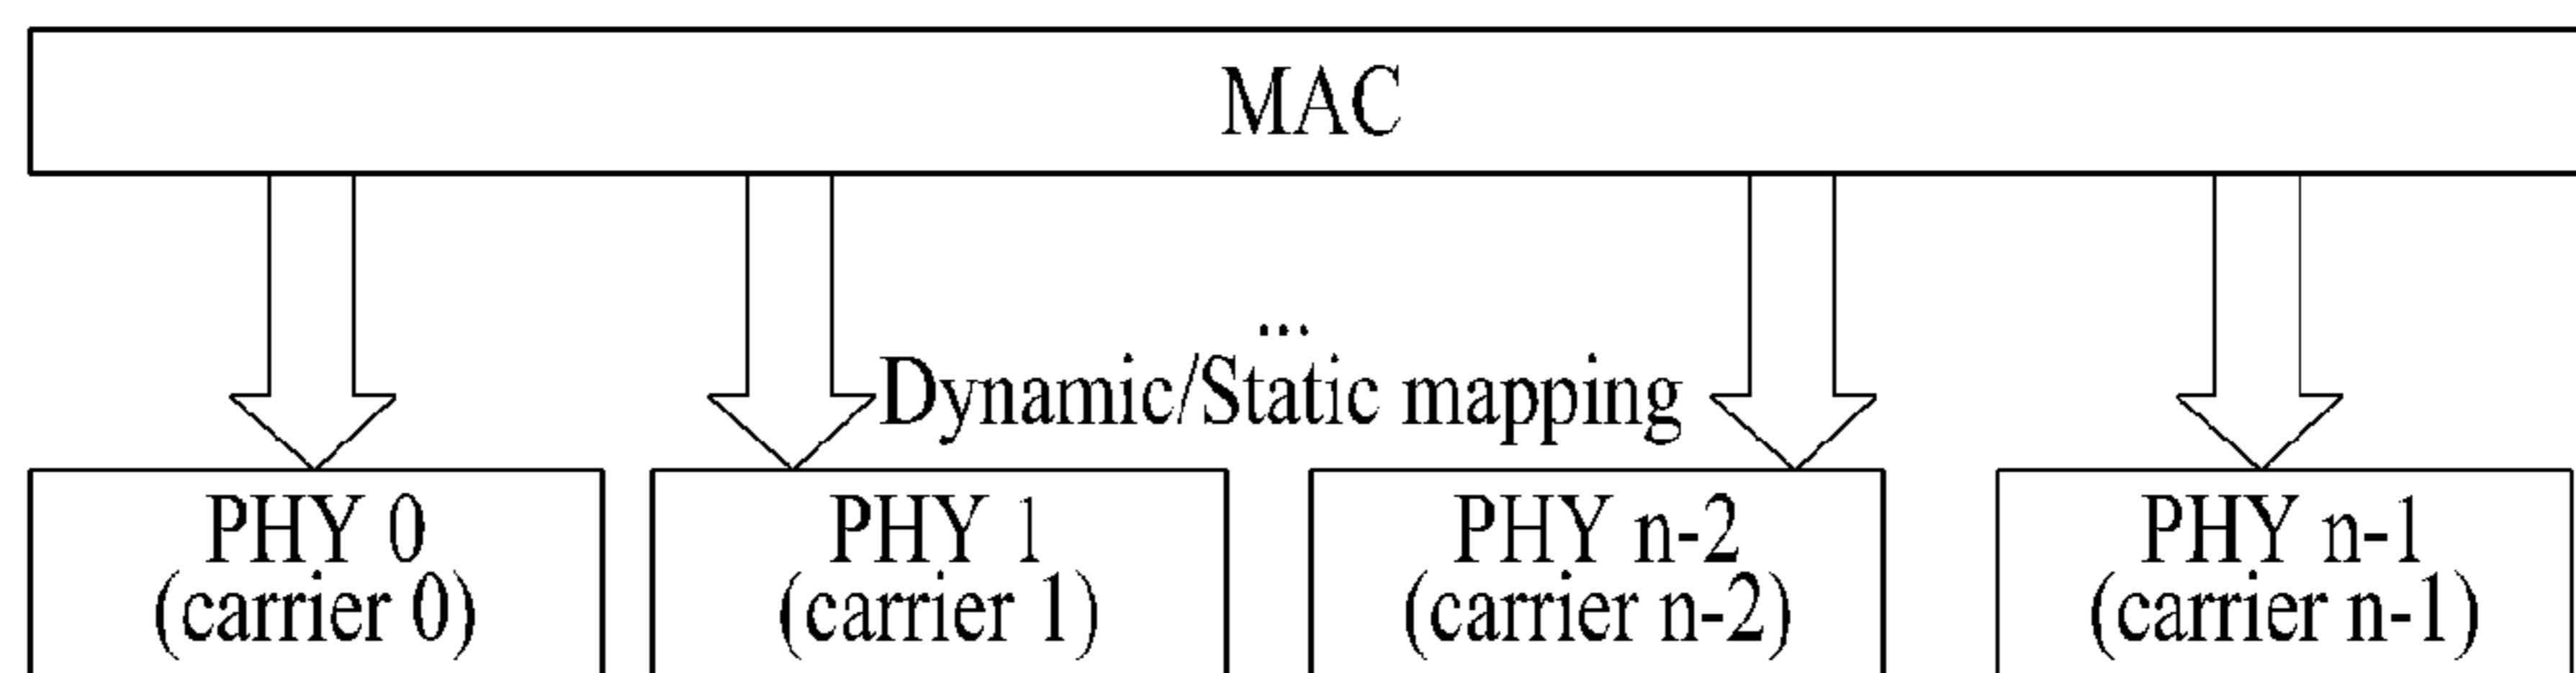 MAC
...
Dynamic/Static mapping
PHY 0
(carrier 0)
PHY 1
(carrier 1)
PHY n-2
(carrier n-2)
PHY n-1
(carrier n-1)